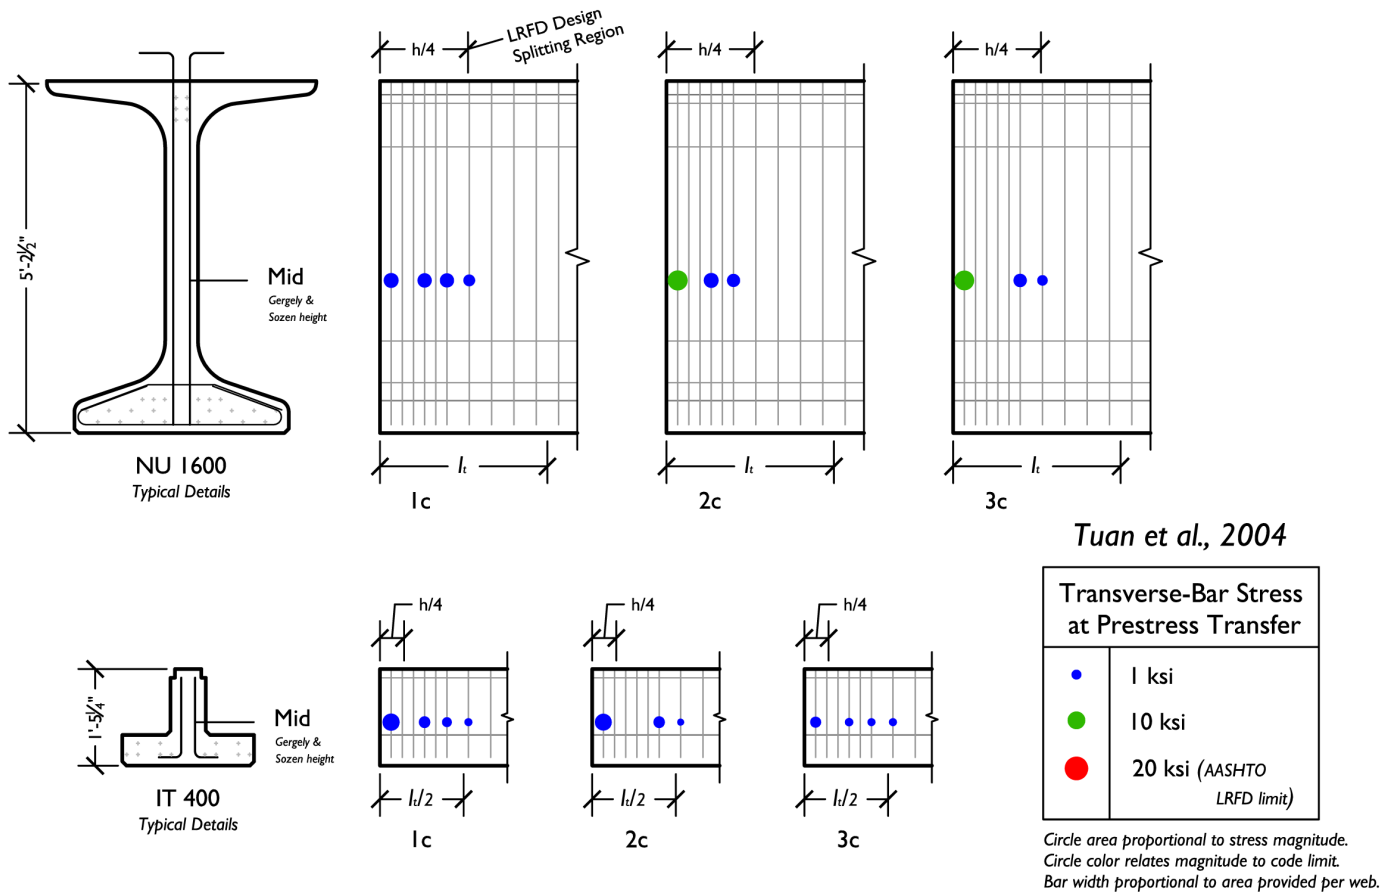 LRFD Design
Splitting Region
h/4
h/4
h/4
5'-2½"
Mid
Gergely &
Sozen height
NU 1600
Typical Details
lt
lt
lt
1c
2c
3c
Tuan et al., 2004
Transverse-Bar Stress
at Prestress Transfer
1 ksi
10 ksi
20 ksi (AASHTO
LRFD limit)
Circle area proportional to stress magnitude.
Circle color relates magnitude to code limit.
Bar width proportional to area provided per web.
h/4
h/4
h/4
1'-5¼"
Mid
Gergely &
Sozen height
IT 400
Typical Details
lt/2
lt/2
lt/2
1c
2c
3c